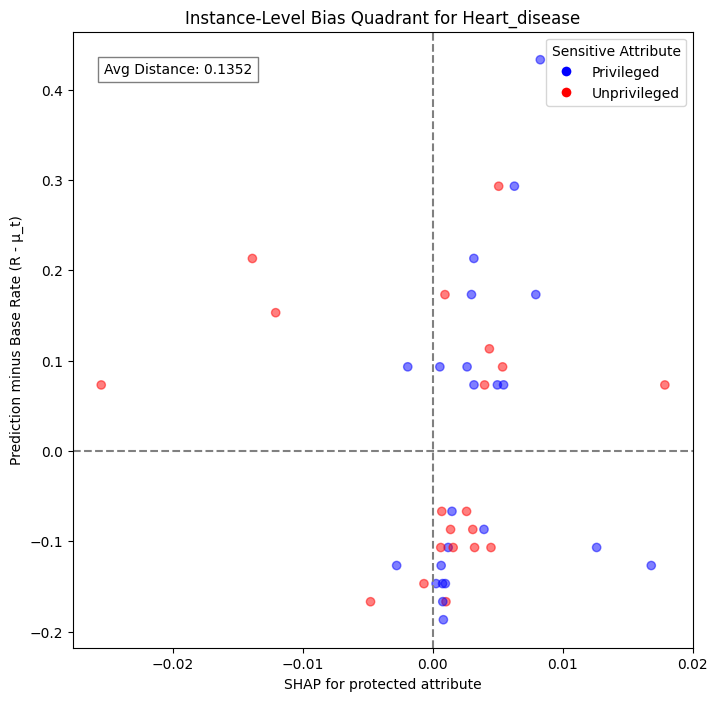 Instance-Level Bias Quadrant for Heart_disease
Avg Distance: 0.1352
Sensitive Attribute
Privileged
Unprivileged
Prediction minus Base Rate (R - μ_t)
0.4
0.3
0.2
0.1
0.0
−0.1
−0.2
−0.02
−0.01
0.00
0.01
0.02
SHAP for protected attribute